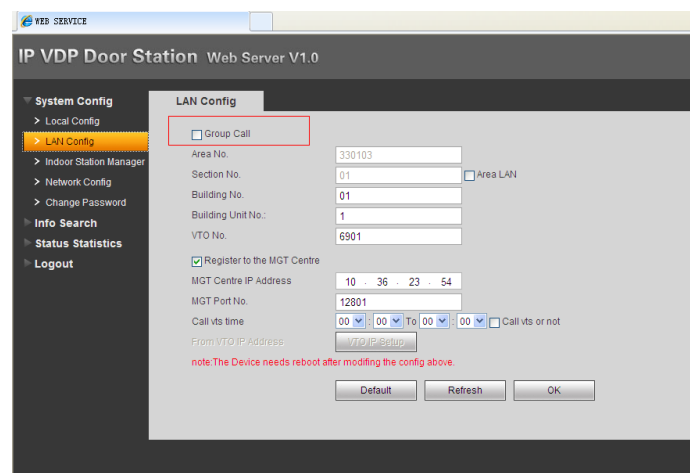 WEB SERVICE
IP VDP Door Station Web Server V1.0
System Config
> Local Config
> LAN Config
> Indoor Station Manager
> Network Config
> Change Password
Info Search
Status Statistics
Logout
LAN Config
Group Call
Area No. 330103
Section No. 01 Area LAN
Building No. 01
Building Unit No.: 1
VTO No. 6901
Register to the MGT Centre
MGT Centre IP Address 10 . 36 . 23 . 54
MGT Port No. 12801
Call vts time 00 : 00 To 00 : 00 Call vts or not
From VTO IP Address VTO IP Setup
note:The Device needs reboot after modifing the config above.
Default Refresh OK